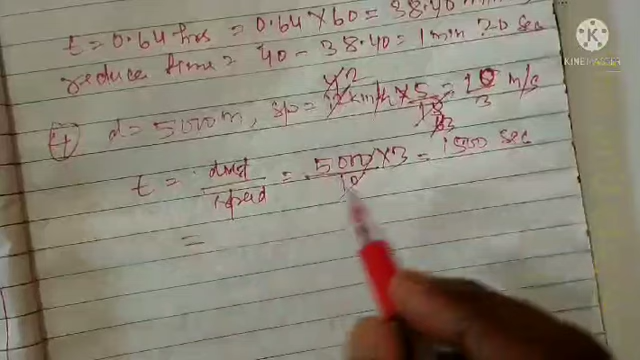 t = 0.64 hrs = 0.64 × 60 = 38.40 min
reduce time = 40 - 38.40 = 1 min 20 sec
K
KINEMASTER
4 d = 5000 m, sp = 12 km/h × 5/18 = 10/3 m/s
t = dist/speed = 5000 × 3/10 = 1500 sec
=